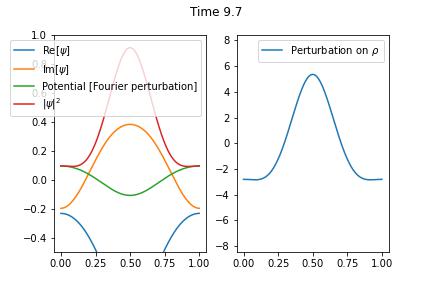 Time 9.7
Re[ψ]
Im[ψ]
Potential [Fourier perturbation]
|ψ|²
1.0
0.8
0.6
0.4
0.2
0.0
−0.2
−0.4
0.00 0.25 0.50 0.75 1.00
Perturbation on ρ
8
6
4
2
0
−2
−4
−6
−8
0.00 0.25 0.50 0.75 1.00